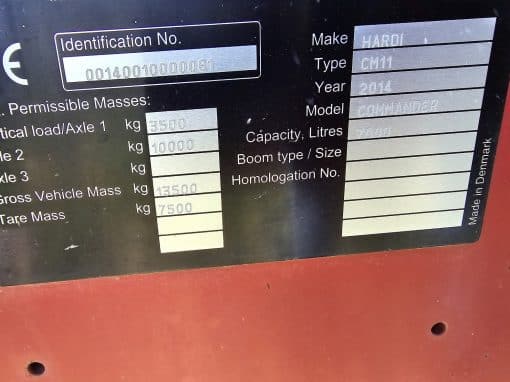 CE
Identification No.
00140010000081
. Permissible Masses:
tical load/Axle 1 kg 3500
le 2 kg 10000
xle 3
Gross Vehicle Mass kg 13500
Tare Mass kg 7500
Make HARDI
Type CM11
Year 2014
Model COMMANDER
Capacity, Litres 7000
Boom type / Size
Homologation No.
Made in Denmark